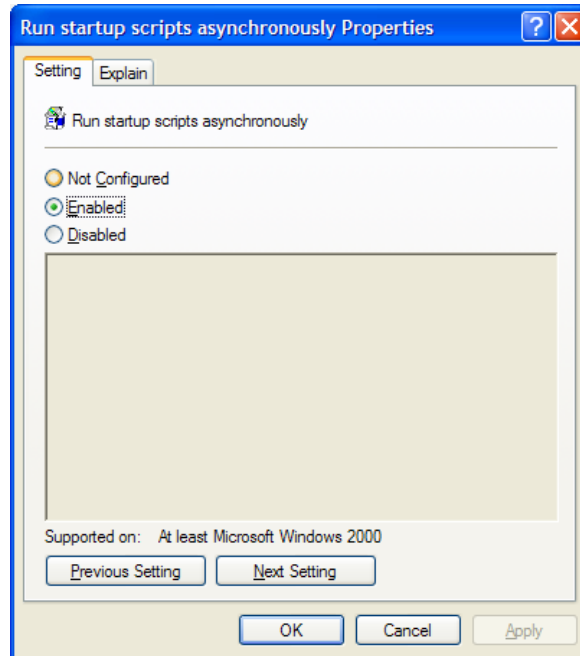 Run startup scripts asynchronously Properties
Setting Explain
Run startup scripts asynchronously
Not Configured
Enabled
Disabled
Supported on: At least Microsoft Windows 2000
Previous Setting Next Setting
OK Cancel Apply